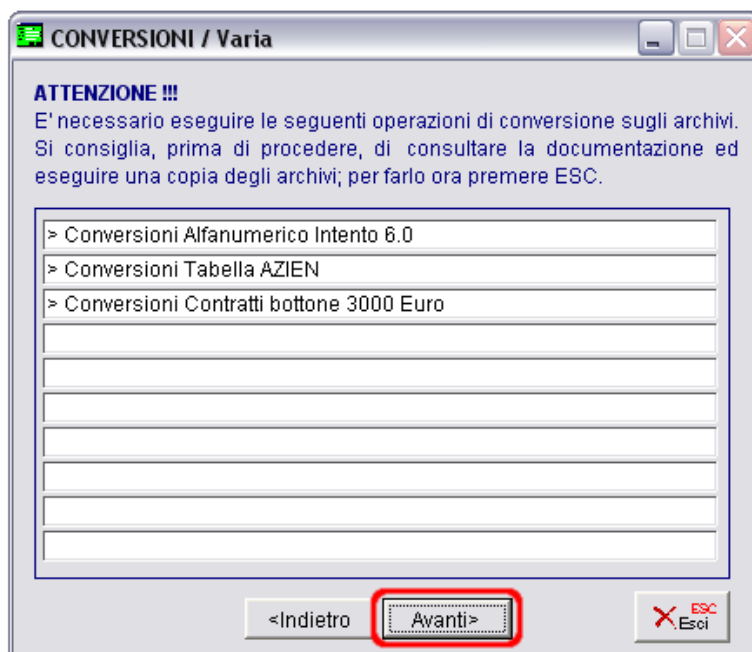 CONVERSIONI / Varia
ATTENZIONE !!!
E' necessario eseguire le seguenti operazioni di conversione sugli archivi.
Si consiglia, prima di procedere, di consultare la documentazione ed
eseguire una copia degli archivi; per farlo ora premere ESC.
> Conversioni Alfanumerico Intento 6.0
> Conversioni Tabella AZIEN
> Conversioni Contratti bottone 3000 Euro
<Indietro
Avanti>
ESC
Esci